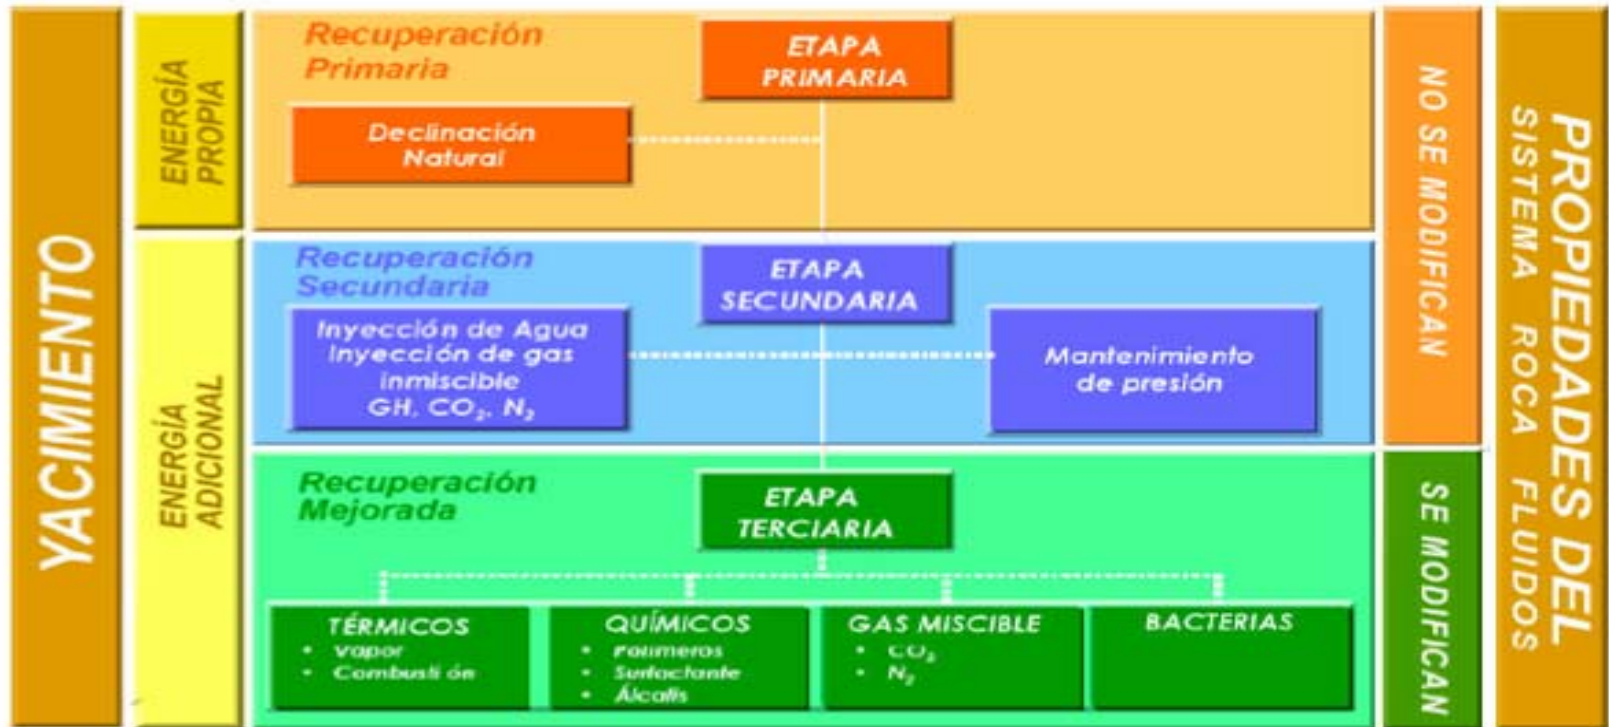 YACIMIENTO
ENERGÍA
PROPIA
ENERGÍA
ADICIONAL
Recuperación
Primaria
ETAPA
PRIMARIA
Declinación
Natural
Recuperación
Secundaria
ETAPA
SECUNDARIA
Inyección de Agua
Inyección de gas
inmiscible
GH, CO₂, N₂
Mantenimiento
de presión
Recuperación
Mejorada
ETAPA
TERCIARIA
TÉRMICOS
• Vapor
• Combustión
QUÍMICOS
• Polímeros
• Surfactante
• Álcalis
GAS MISCIBLE
• CO₂
• N₂
BACTERIAS
NO SE MODIFICAN
SE MODIFICAN
PROPIEDADES DEL
SISTEMA ROCA FLUIDOS